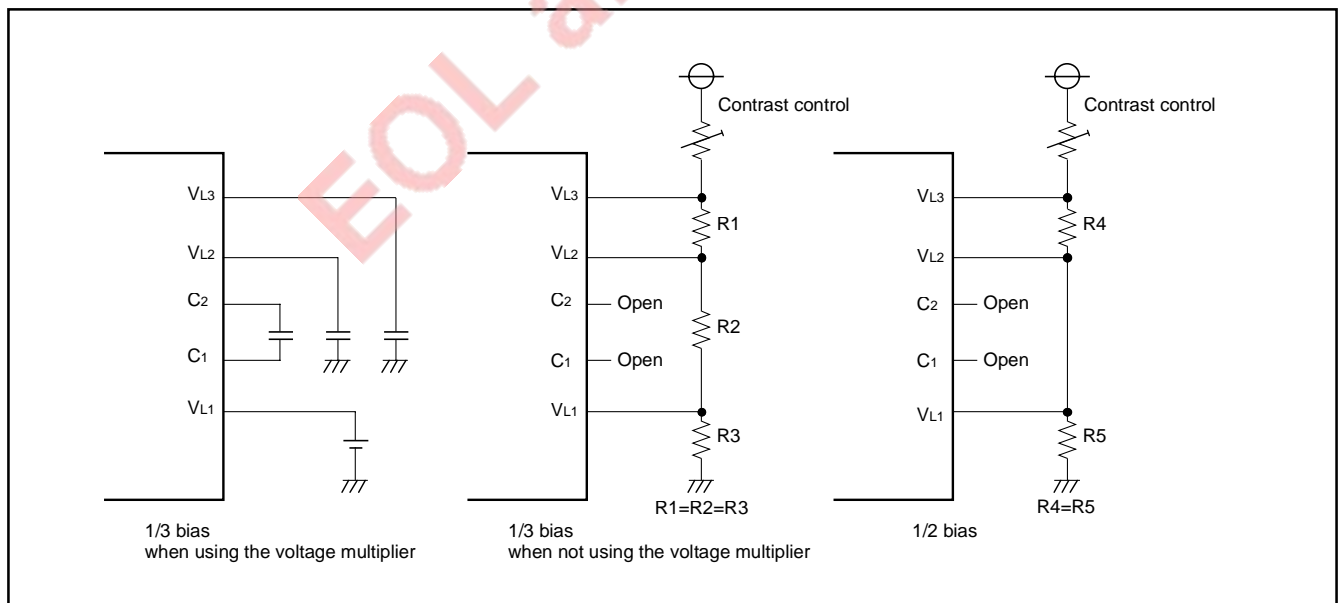 EOL a
Contrast control
Contrast control
VL3
VL2
C2
C1
VL1
1/3 bias
when using the voltage multiplier
VL3
VL2
C2
Open
C1
Open
VL1
R1
R2
R3
R1=R2=R3
1/3 bias
when not using the voltage multiplier
VL3
VL2
C2
Open
C1
Open
VL1
R4
R5
R4=R5
1/2 bias